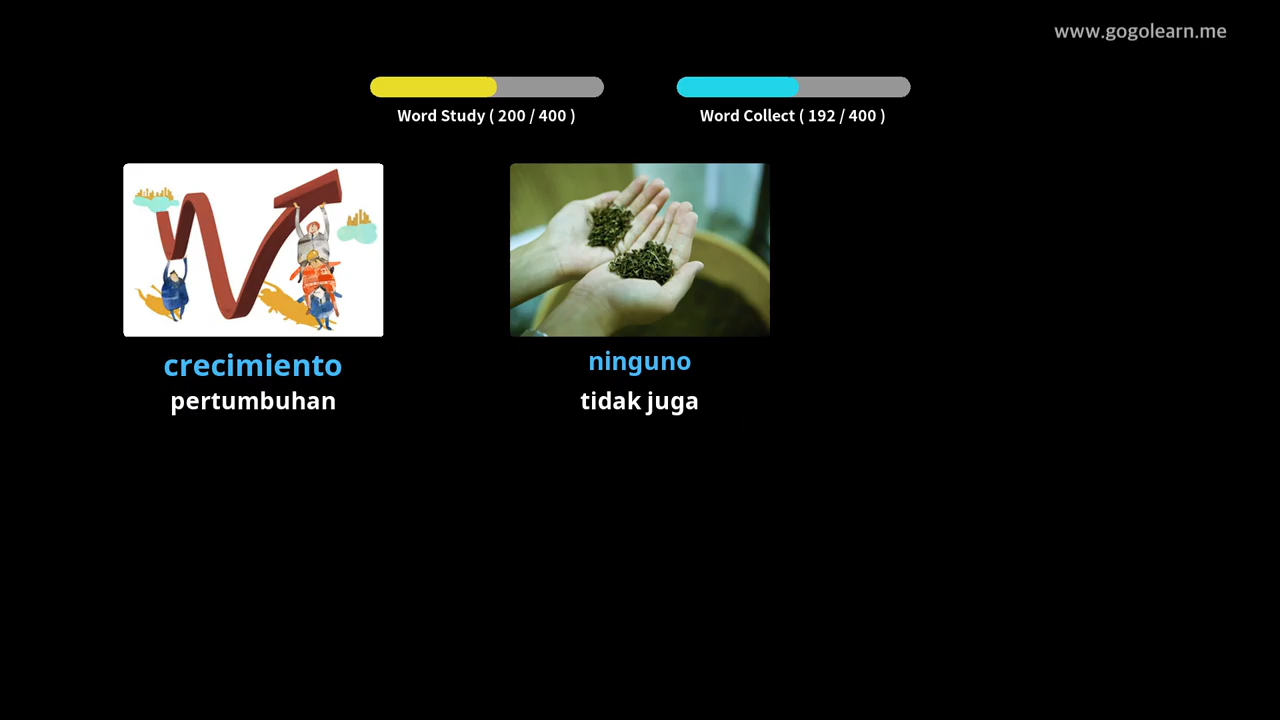 www.gogolearn.me
Word Study ( 200 / 400 )
Word Collect ( 192 / 400 )
crecimiento
pertumbuhan
ninguno
tidak juga